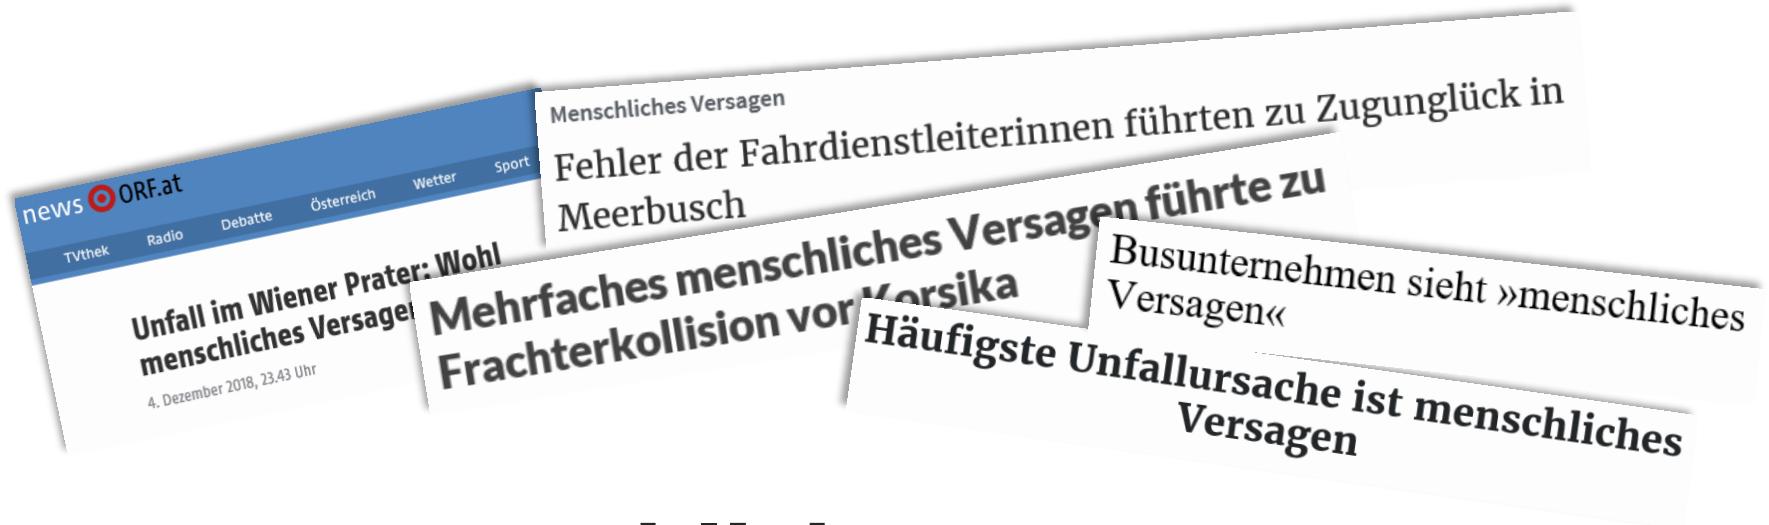 news ORF.at
TVthek Radio Debatte Österreich Wetter Sport
Unfall im Wiener Prater: Wohl
menschliches Versagen
4. Dezember 2018, 23.43 Uhr
Menschliches Versagen
Fehler der Fahrdienstleiterinnen führten zu Zugunglück in
Meerbusch
Mehrfaches menschliches Versagen führte zu
Frachterkollision vor Korsika
Busunternehmen sieht »menschliches
Versagen«
Häufigste Unfallursache ist menschliches
Versagen